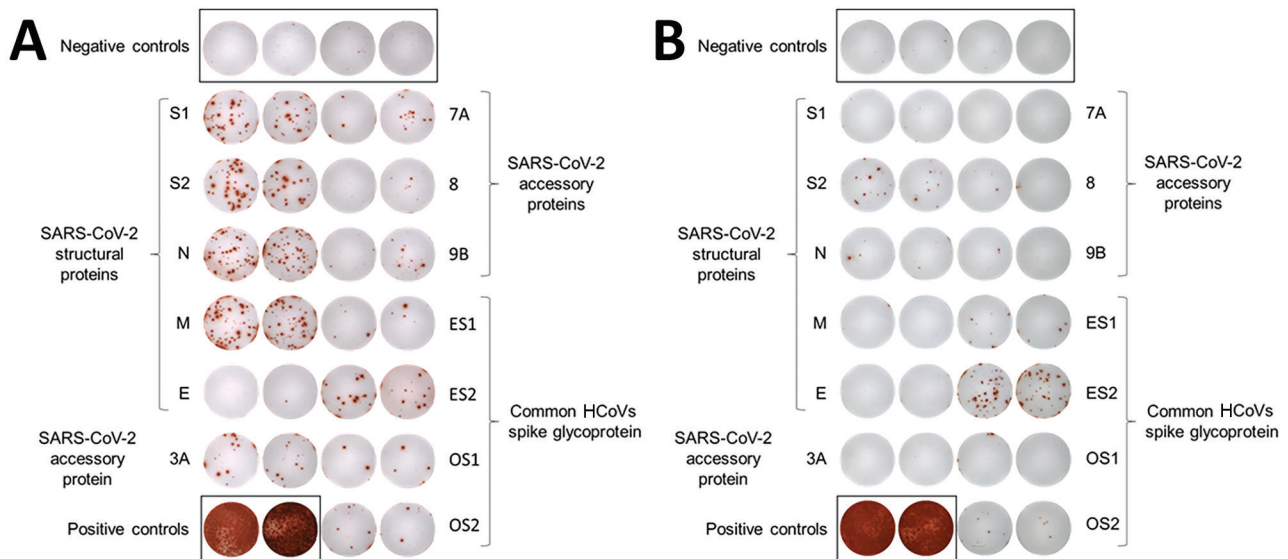 A
Negative controls
S1
7A
S2
8
SARS-CoV-2
accessory
proteins
SARS-CoV-2
structural
proteins
N
9B
M
ES1
E
ES2
Common HCoVs
spike glycoprotein
SARS-CoV-2
accessory
protein
3A
OS1
Positive controls
OS2
B
Negative controls
S1
7A
S2
8
SARS-CoV-2
accessory
proteins
SARS-CoV-2
structural
proteins
N
9B
M
ES1
E
ES2
Common HCoVs
spike glycoprotein
SARS-CoV-2
accessory
protein
3A
OS1
Positive controls
OS2